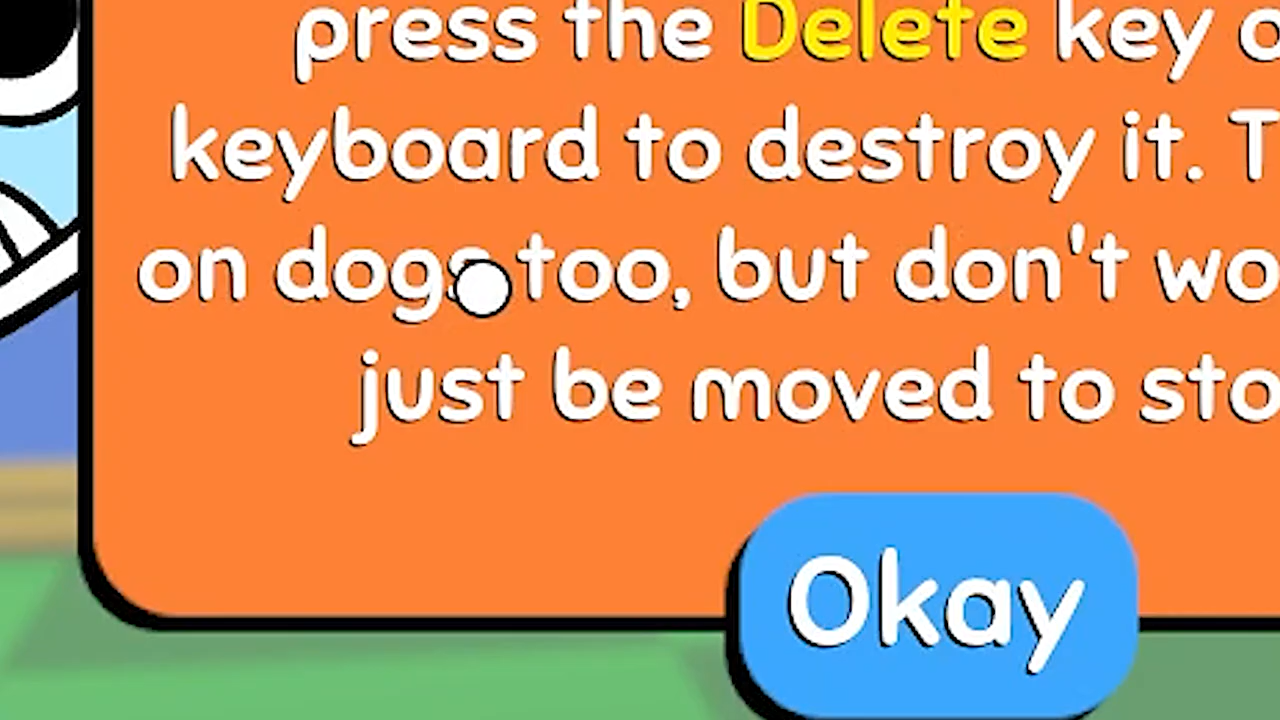 press the Delete key o
keyboard to destroy it. T
on dogs too, but don't wo
just be moved to sto
Okay